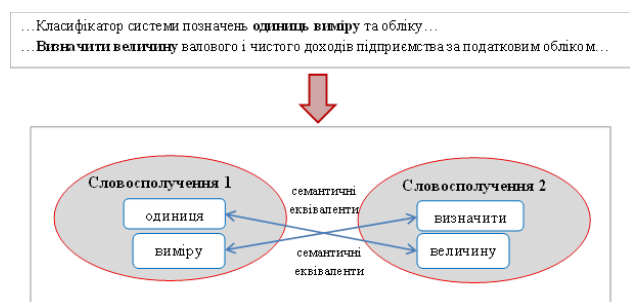 …Класифікатор системи позначень одиниць виміру та обліку…
…Визначити величину валового і чистого доходів підприємства за податковим обліком…
Словосполучення 1
семантичні
еквіваленти
Словосполучення 2
одиниця
визначити
виміру
величину
семантичні
еквіваленти